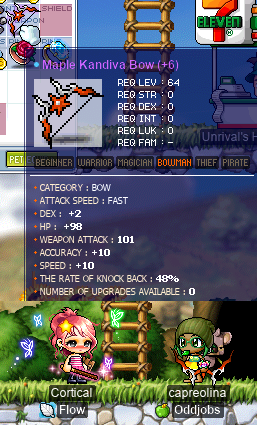 SHIELD
7
ELEVEN
Maple Kandiva Bow (+6)
REQ LEV : 64
REQ STR : 0
REQ DEX : 0
REQ INT : 0
REQ LUK : 0
REQ FAM : -
Unrival's H
PET E
BEGINNER WARRIOR MAGICIAN BOWMAN THIEF PIRATE
CATEGORY : BOW
ATTACK SPEED : FAST
DEX : +2
HP : +98
WEAPON ATTACK : 101
ACCURACY : +10
SPEED : +10
THE RATE OF KNOCK BACK : 48%
NUMBER OF UPGRADES AVAILABLE : 0
Cortical
Flow
capreolina
Oddjobs